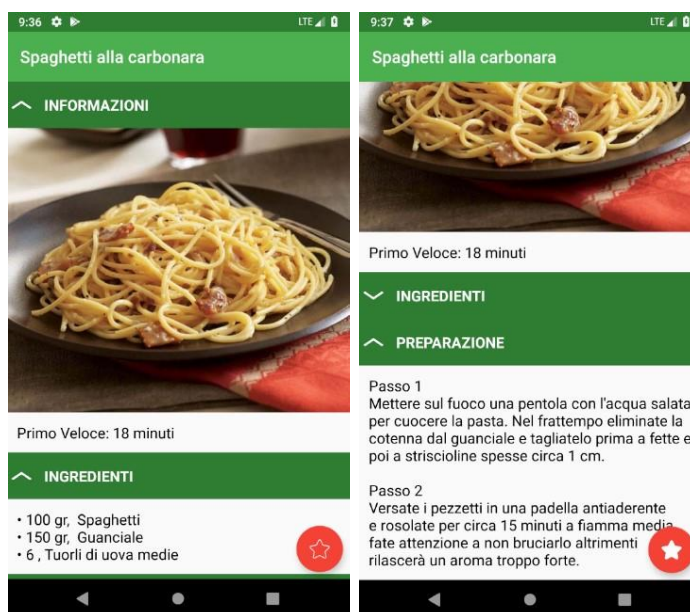 9:36
LTE
Spaghetti alla carbonara
INFORMAZIONI
Primo Veloce: 18 minuti
INGREDIENTI
• 100 gr, Spaghetti
• 150 gr, Guanciale
• 6 , Tuorli di uova medie
9:37
LTE
Spaghetti alla carbonara
Primo Veloce: 18 minuti
INGREDIENTI
PREPARAZIONE
Passo 1
Mettere sul fuoco una pentola con l'acqua salata
per cuocere la pasta. Nel frattempo eliminate la
cotenna dal guanciale e tagliatelo prima a fette e
poi a striscioline spesse circa 1 cm.
Passo 2
Versate i pezzetti in una padella antiaderente
e rosolate per circa 15 minuti a fiamma media,
fate attenzione a non bruciarlo altrimenti
rilascerà un aroma troppo forte.